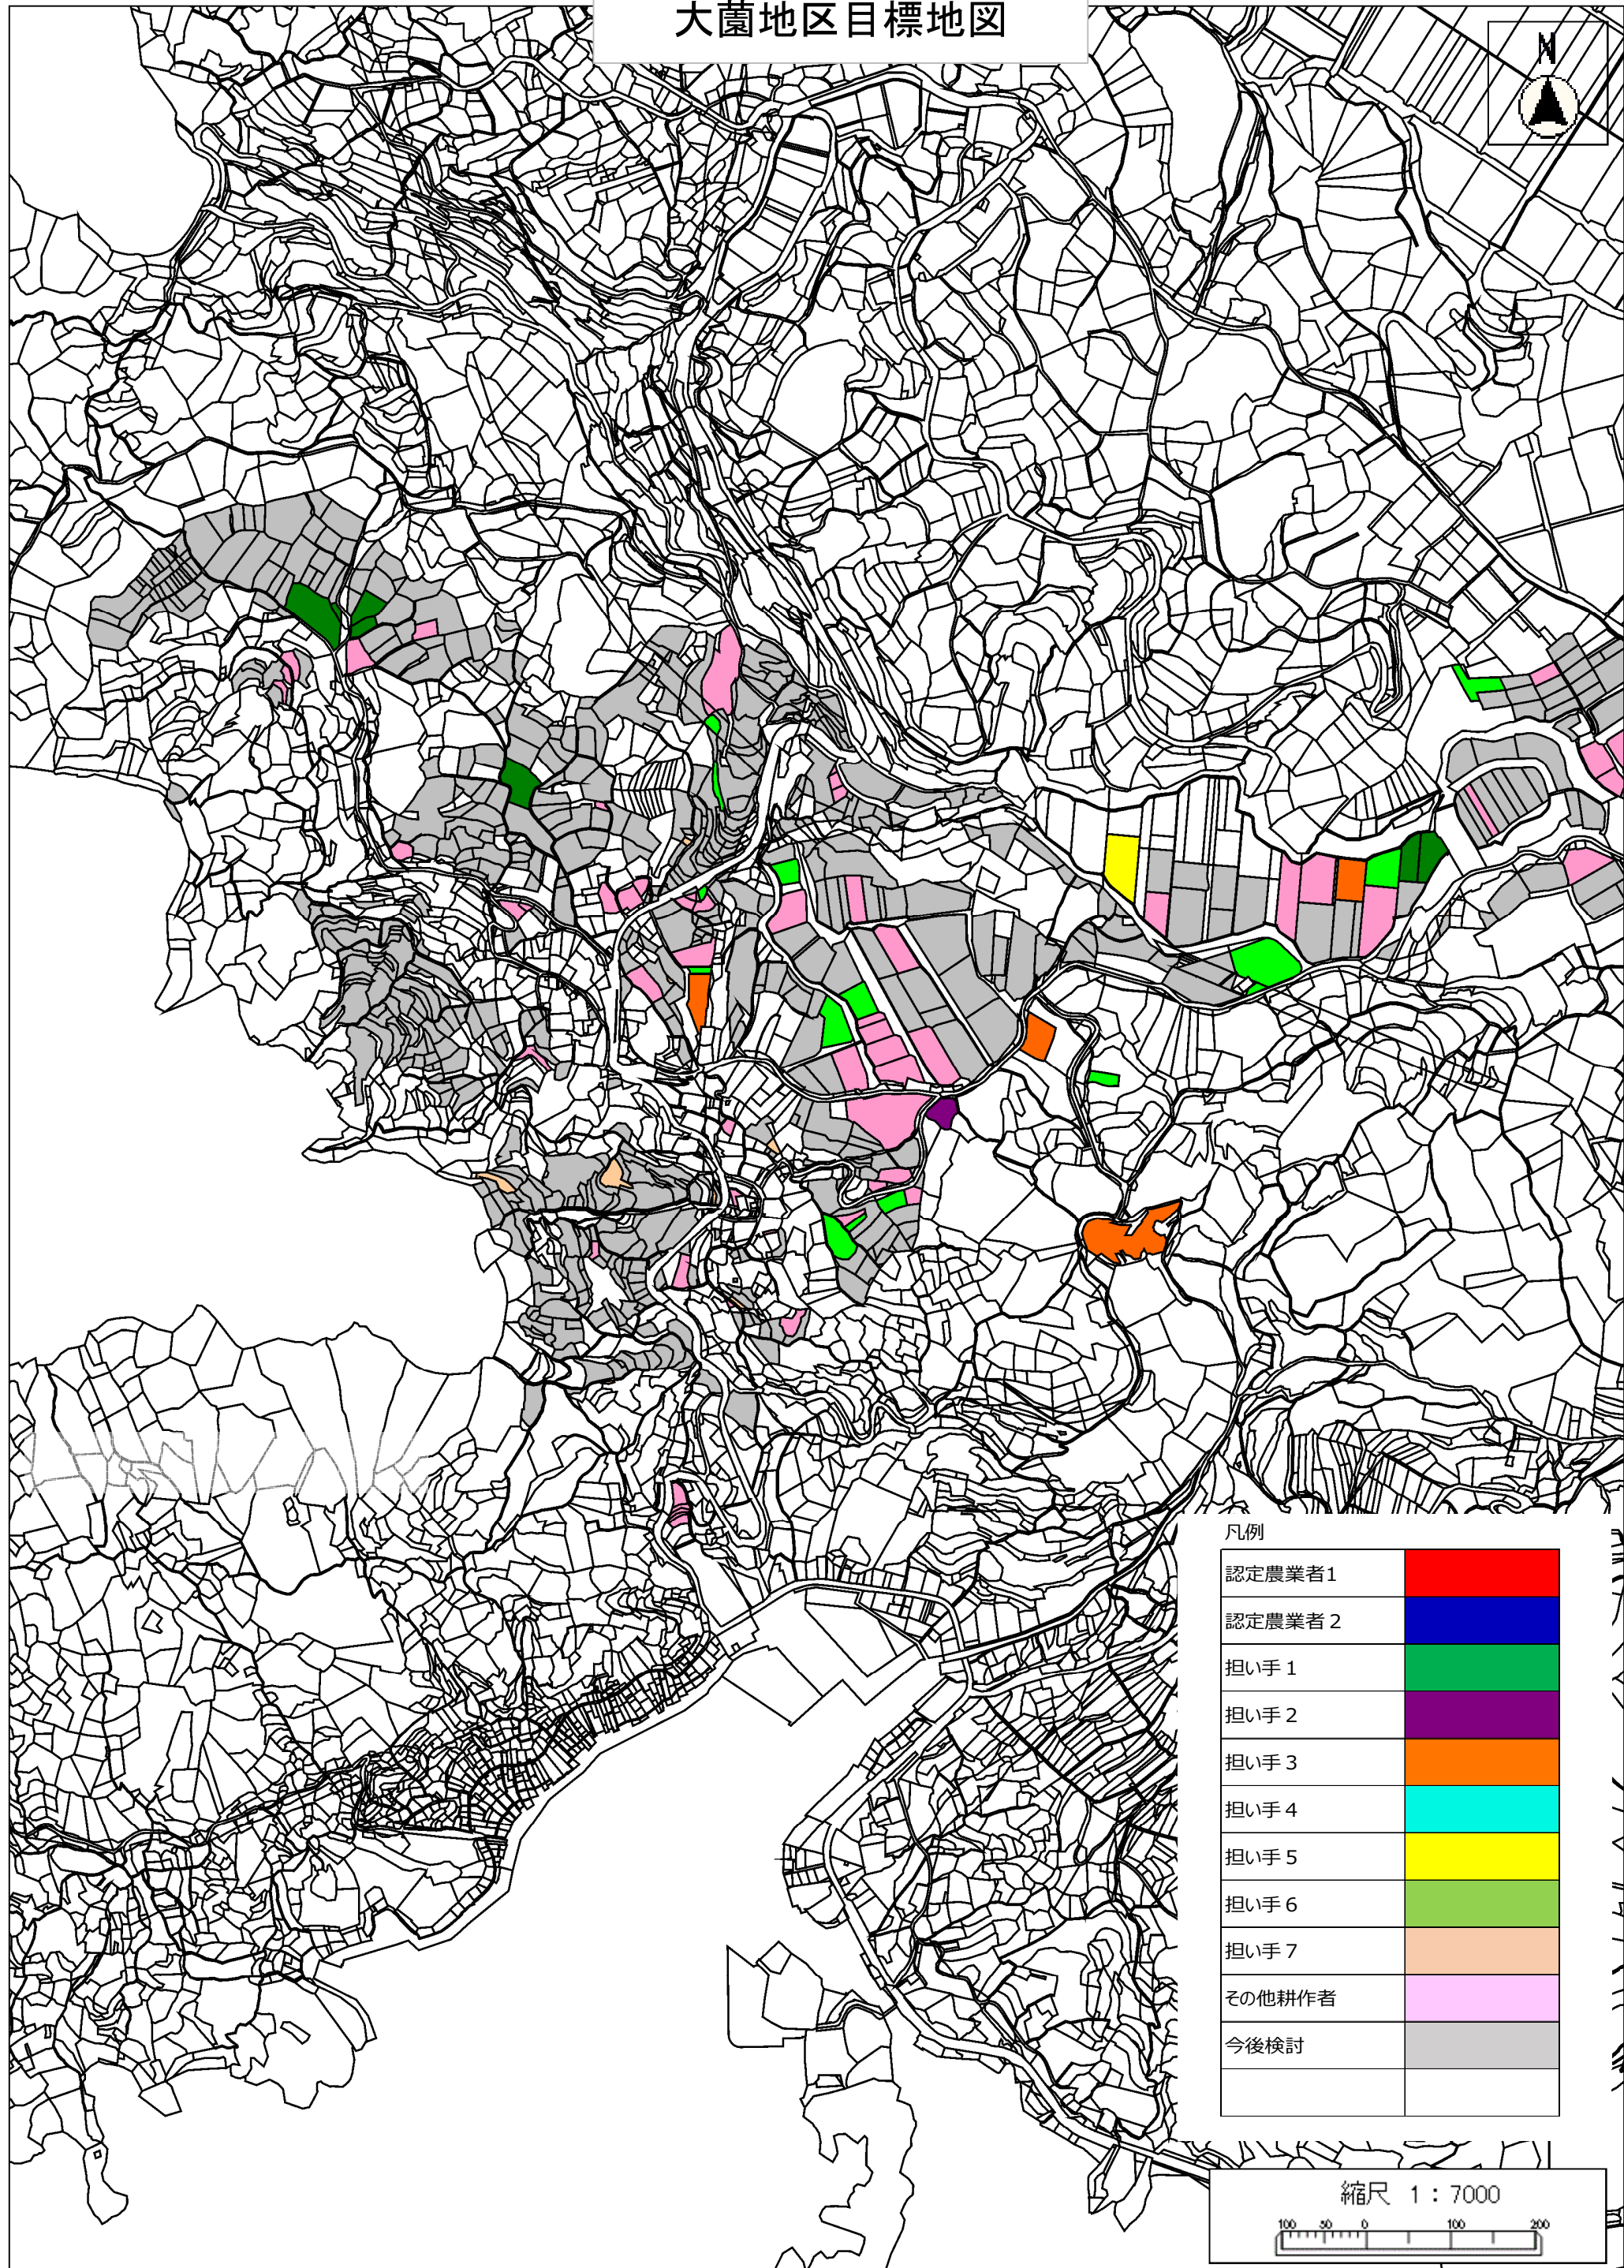 大薗地区目標地図
N
凡例
認定農業者1
認定農業者２
担い手１
担い手２
担い手３
担い手４
担い手５
担い手６
担い手７
その他耕作者
今後検討
縮尺 1：7000
100 50 0 100 200